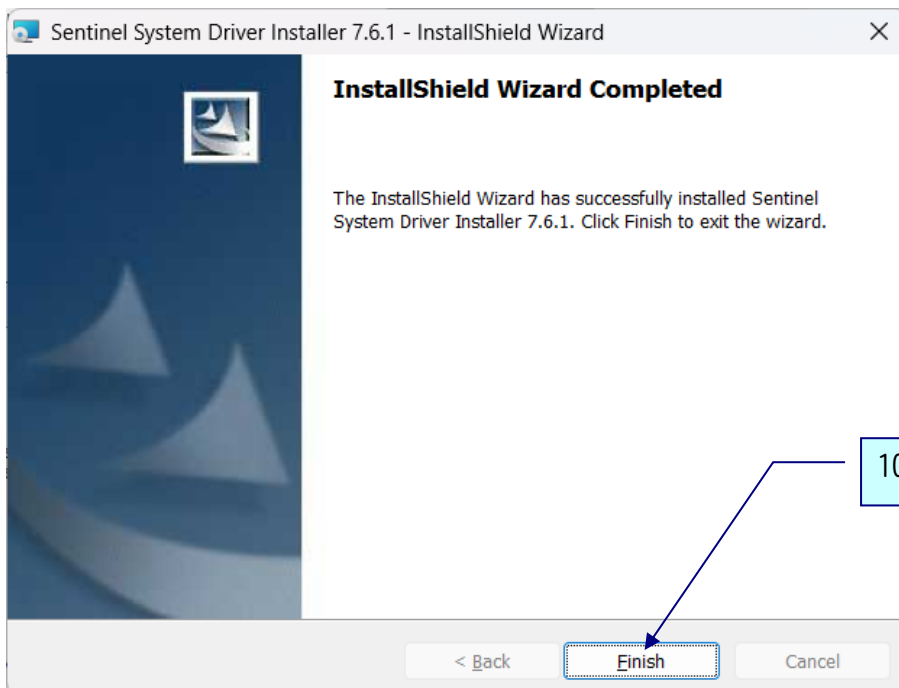 Sentinel System Driver Installer 7.6.1 - InstallShield Wizard
InstallShield Wizard Completed
The InstallShield Wizard has successfully installed Sentinel
System Driver Installer 7.6.1. Click Finish to exit the wizard.
10
< Back
Finish
Cancel